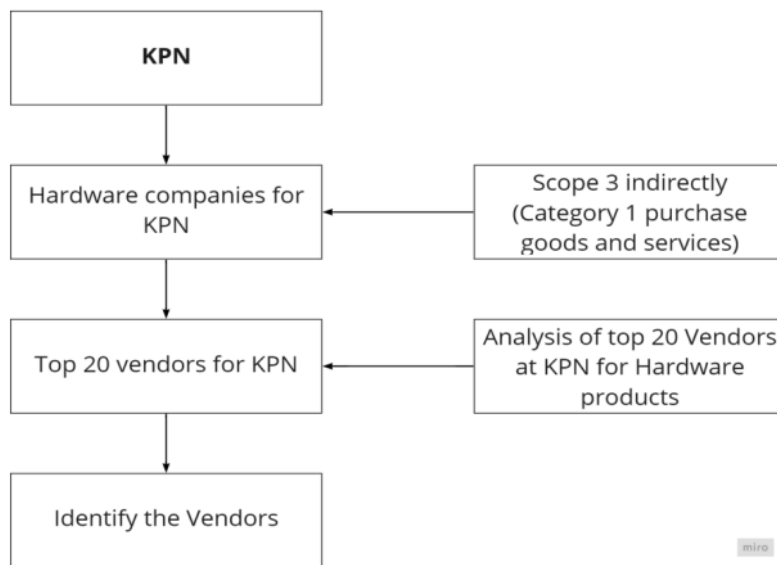 KPN
Hardware companies for
KPN
Scope 3 indirectly
(Category 1 purchase
goods and services)
Top 20 vendors for KPN
Analysis of top 20 Vendors
at KPN for Hardware
products
Identify the Vendors
miro